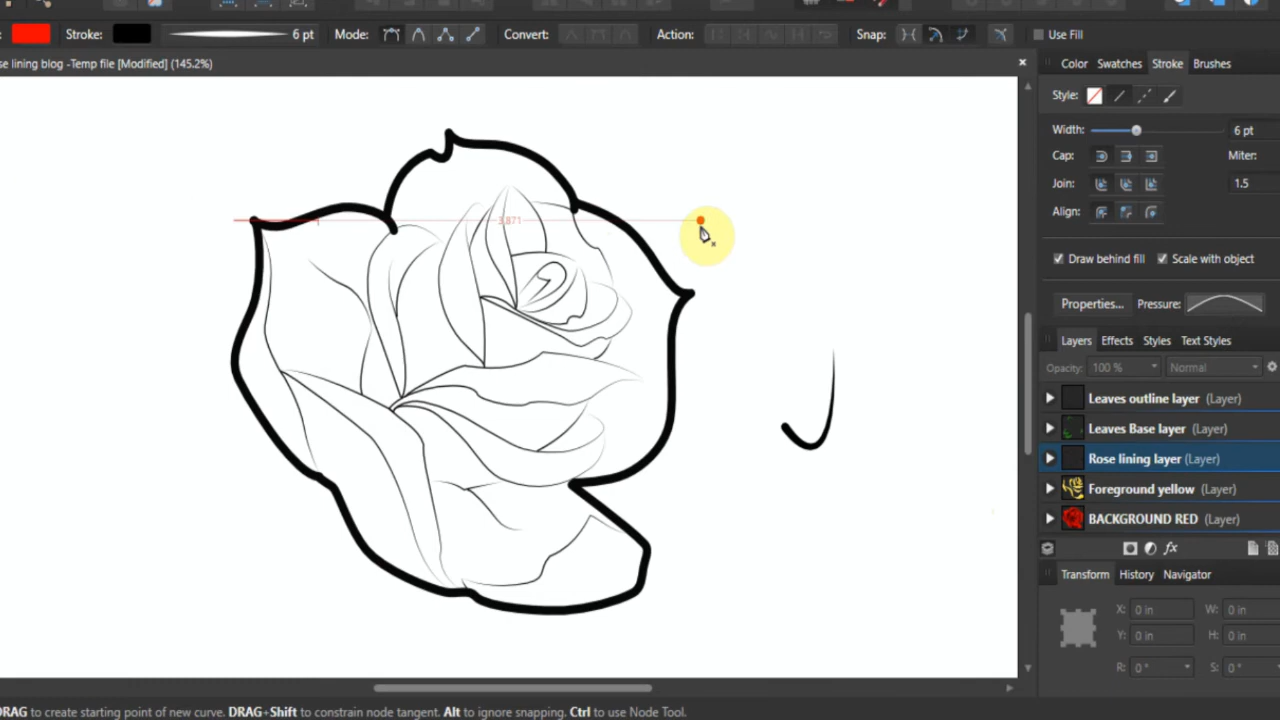 : Stroke: 6 pt Mode: Convert: Action: Snap: Use Fill
se lining blog -Temp file [Modified] (145.2%)
Color Swatches Stroke Brushes
Style:
Width: 6 pt
Cap: Miter:
Join: 1.5
Align:
Draw behind fill Scale with object
Properties... Pressure:
Layers Effects Styles Text Styles
Opacity: 100 % Normal
Leaves outline layer (Layer)
Leaves Base layer (Layer)
Rose lining layer (Layer)
Foreground yellow (Layer)
BACKGROUND RED (Layer)
fx
Transform History Navigator
X: 0 in W: 0 in
Y: 0 in H: 0 in
R: 0 ° S: 0 °
3.871
DRAG to create starting point of new curve. DRAG+Shift to constrain node tangent. Alt to ignore snapping. Ctrl to use Node Tool.